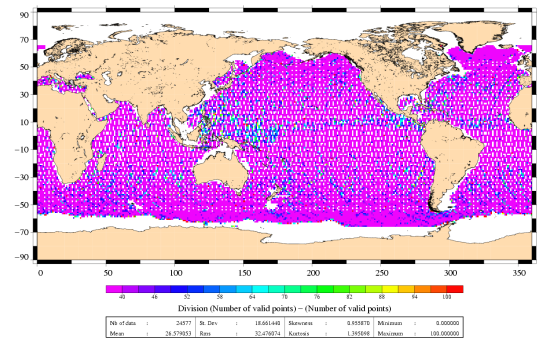 90
70
50
30
10
−10
−30
−50
−70
−90
0 50 100 150 200 250 300 350
40 46 52 58 64 70 76 82 88 94 100
Division (Number of valid points) − (Number of valid points)
Nb of data : 24577 St. Dev : 18.661440 Skewness : 0.955870 Minimum : 0.000000
Mean : 26.579053 Rms : 32.476074 Kurtosis : 1.395098 Maximum : 100.000000